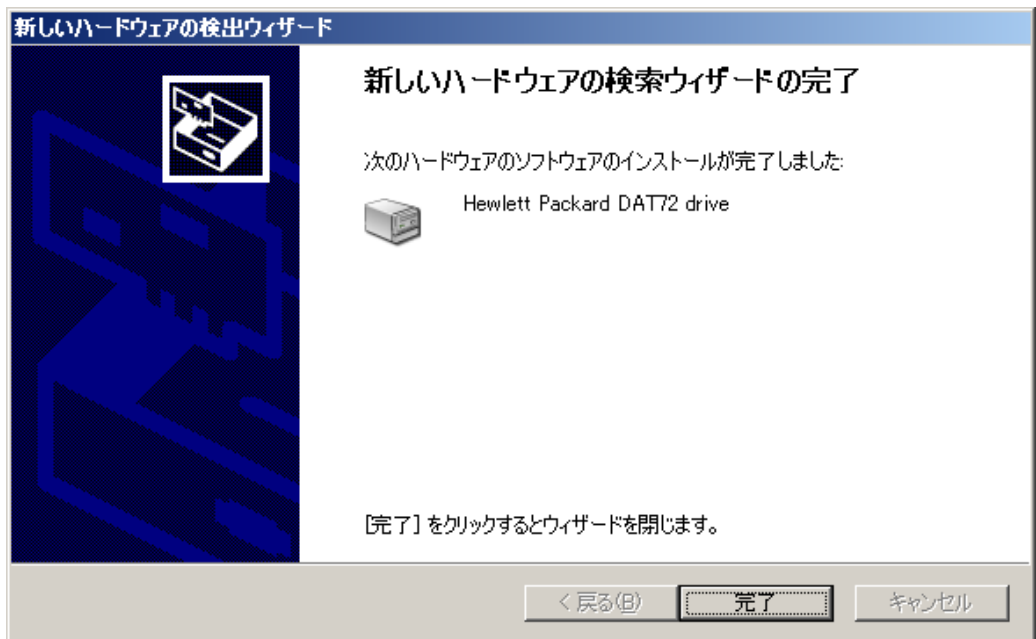 新しいハードウェアの検出ウィザード
新しいハードウェアの検索ウィザードの完了
次のハードウェアのソフトウェアのインストールが完了しました:
Hewlett Packard DAT72 drive
[完了] をクリックするとウィザードを閉じます。
< 戻る(B)
完了
キャンセル